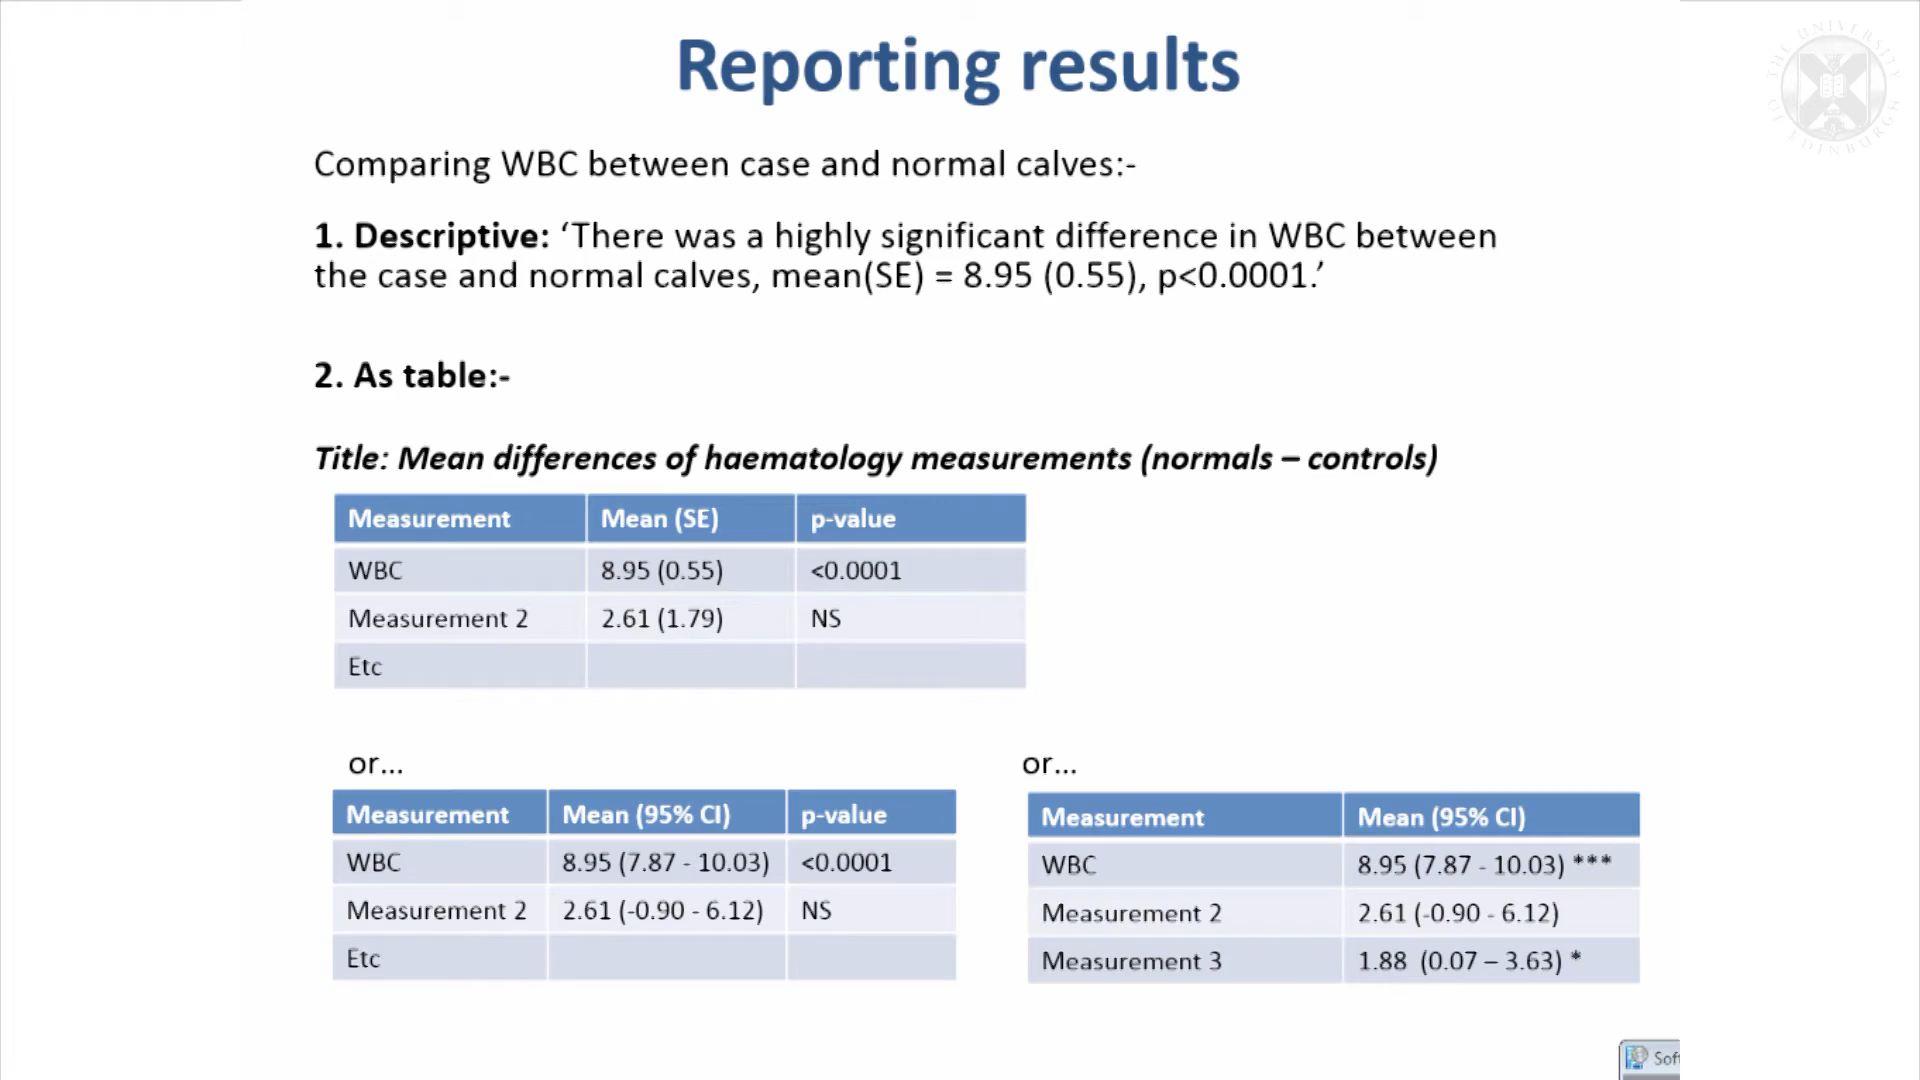 Reporting results
THE UNIVERSITY OF EDINBURGH
Comparing WBC between case and normal calves:-
1. Descriptive: ‘There was a highly significant difference in WBC between
the case and normal calves, mean(SE) = 8.95 (0.55), p<0.0001.’
2. As table:-
Title: Mean differences of haematology measurements (normals – controls)
Measurement Mean (SE) p-value
WBC 8.95 (0.55) <0.0001
Measurement 2 2.61 (1.79) NS
Etc
or...
Measurement Mean (95% CI) p-value
WBC 8.95 (7.87 - 10.03) <0.0001
Measurement 2 2.61 (-0.90 - 6.12) NS
Etc
or...
Measurement Mean (95% CI)
WBC 8.95 (7.87 - 10.03) ***
Measurement 2 2.61 (-0.90 - 6.12)
Measurement 3 1.88 (0.07 – 3.63) *